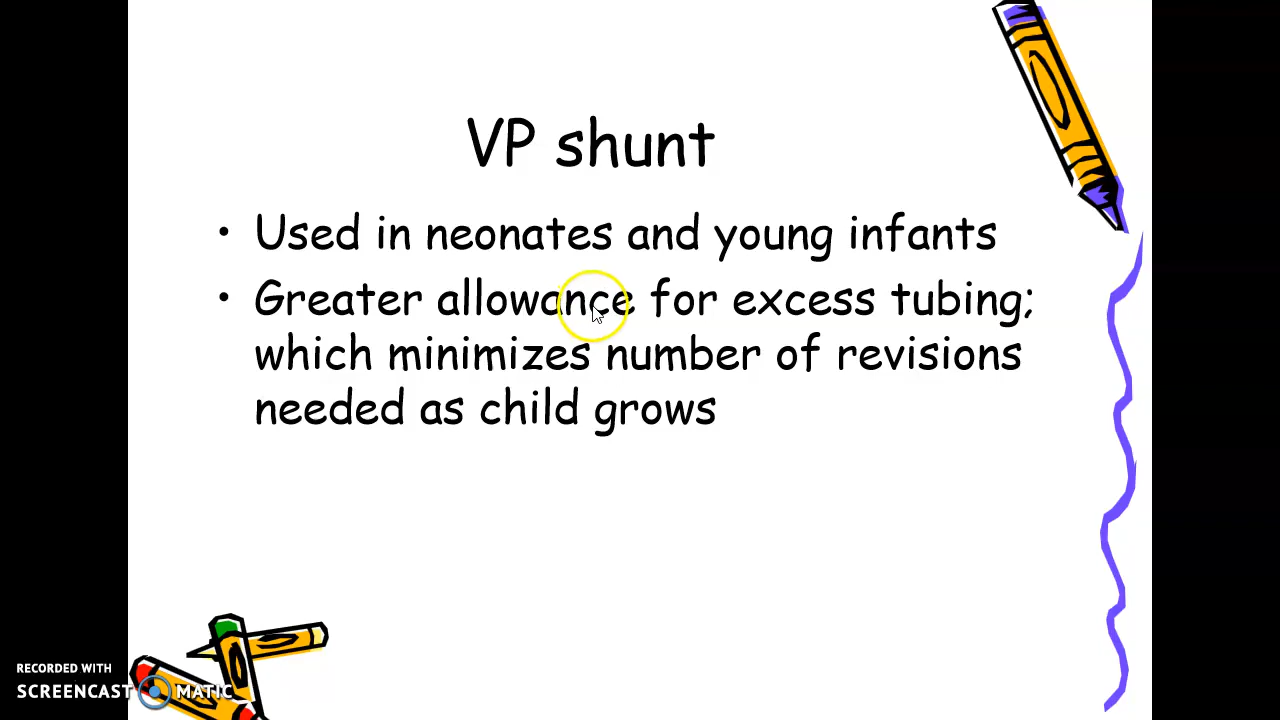 VP shunt
• Used in neonates and young infants
• Greater allowance for excess tubing;
which minimizes number of revisions
needed as child grows
RECORDED WITH
SCREENCAST MATIC